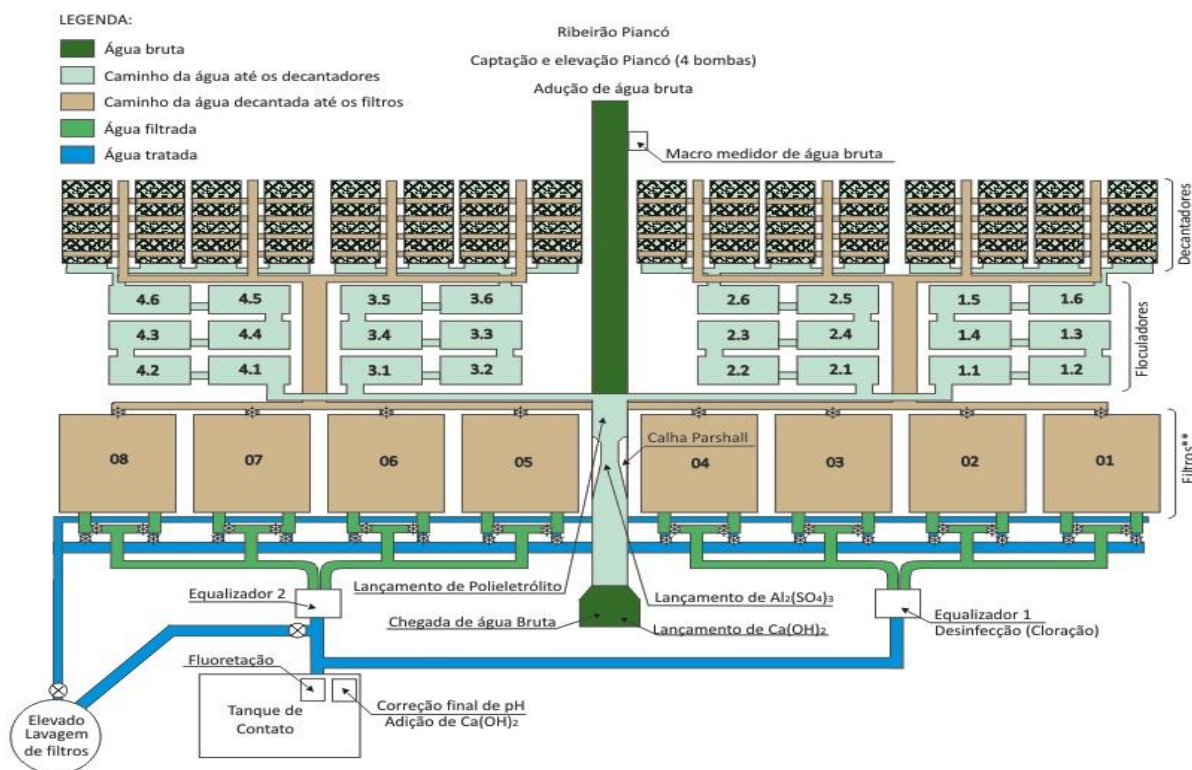 LEGENDA:
Água bruta
Caminho da água até os decantadores
Caminho da água decantada até os filtros
Água filtrada
Água tratada
Ribeirão Piancó
Captação e elevação Piancó (4 bombas)
Adução de água bruta
Macro medidor de água bruta
Decantadores
4.6 4.5 3.5 3.6 2.6 2.5 1.5 1.6
4.3 4.4 3.4 3.3 2.3 2.4 1.4 1.3
4.2 4.1 3.1 3.2 2.2 2.1 1.1 1.2
Floculadores
Calha Parshall
08 07 06 05 04 03 02 01
Filtros**
Lançamento de Polieletrólito
Lançamento de Al₂(SO₄)₃
Equalizador 2
Chegada de água Bruta
Lançamento de Ca(OH)₂
Equalizador 1
Desinfecção (Cloração)
Fluoretação
Tanque de
Contato
Correção final de pH
Adição de Ca(OH)₂
Elevado
Lavagem
de filtros